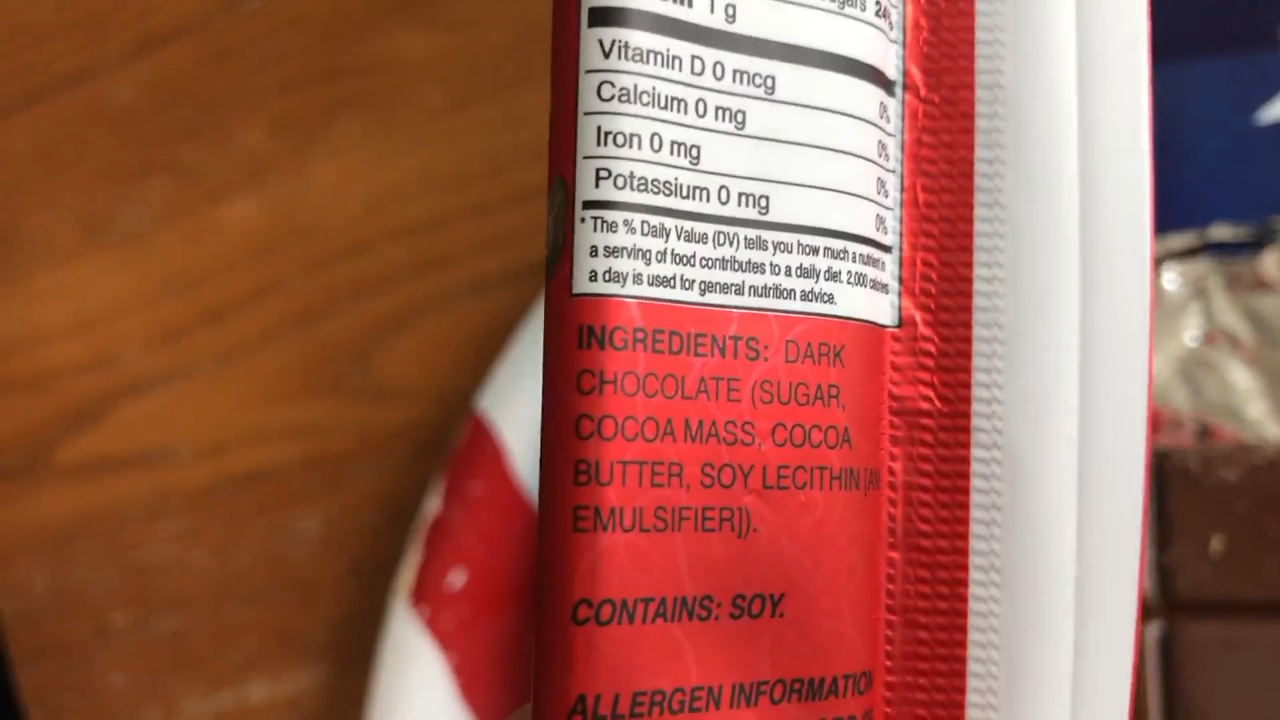 1 g
24%
Vitamin D 0 mcg 0%
Calcium 0 mg 0%
Iron 0 mg 0%
Potassium 0 mg 0%
* The % Daily Value (DV) tells you how much a nutrient in
a serving of food contributes to a daily diet. 2,000 calories
a day is used for general nutrition advice.
INGREDIENTS: DARK
CHOCOLATE (SUGAR,
COCOA MASS, COCOA
BUTTER, SOY LECITHIN [AN
EMULSIFIER]).
CONTAINS: SOY.
ALLERGEN INFORMATION